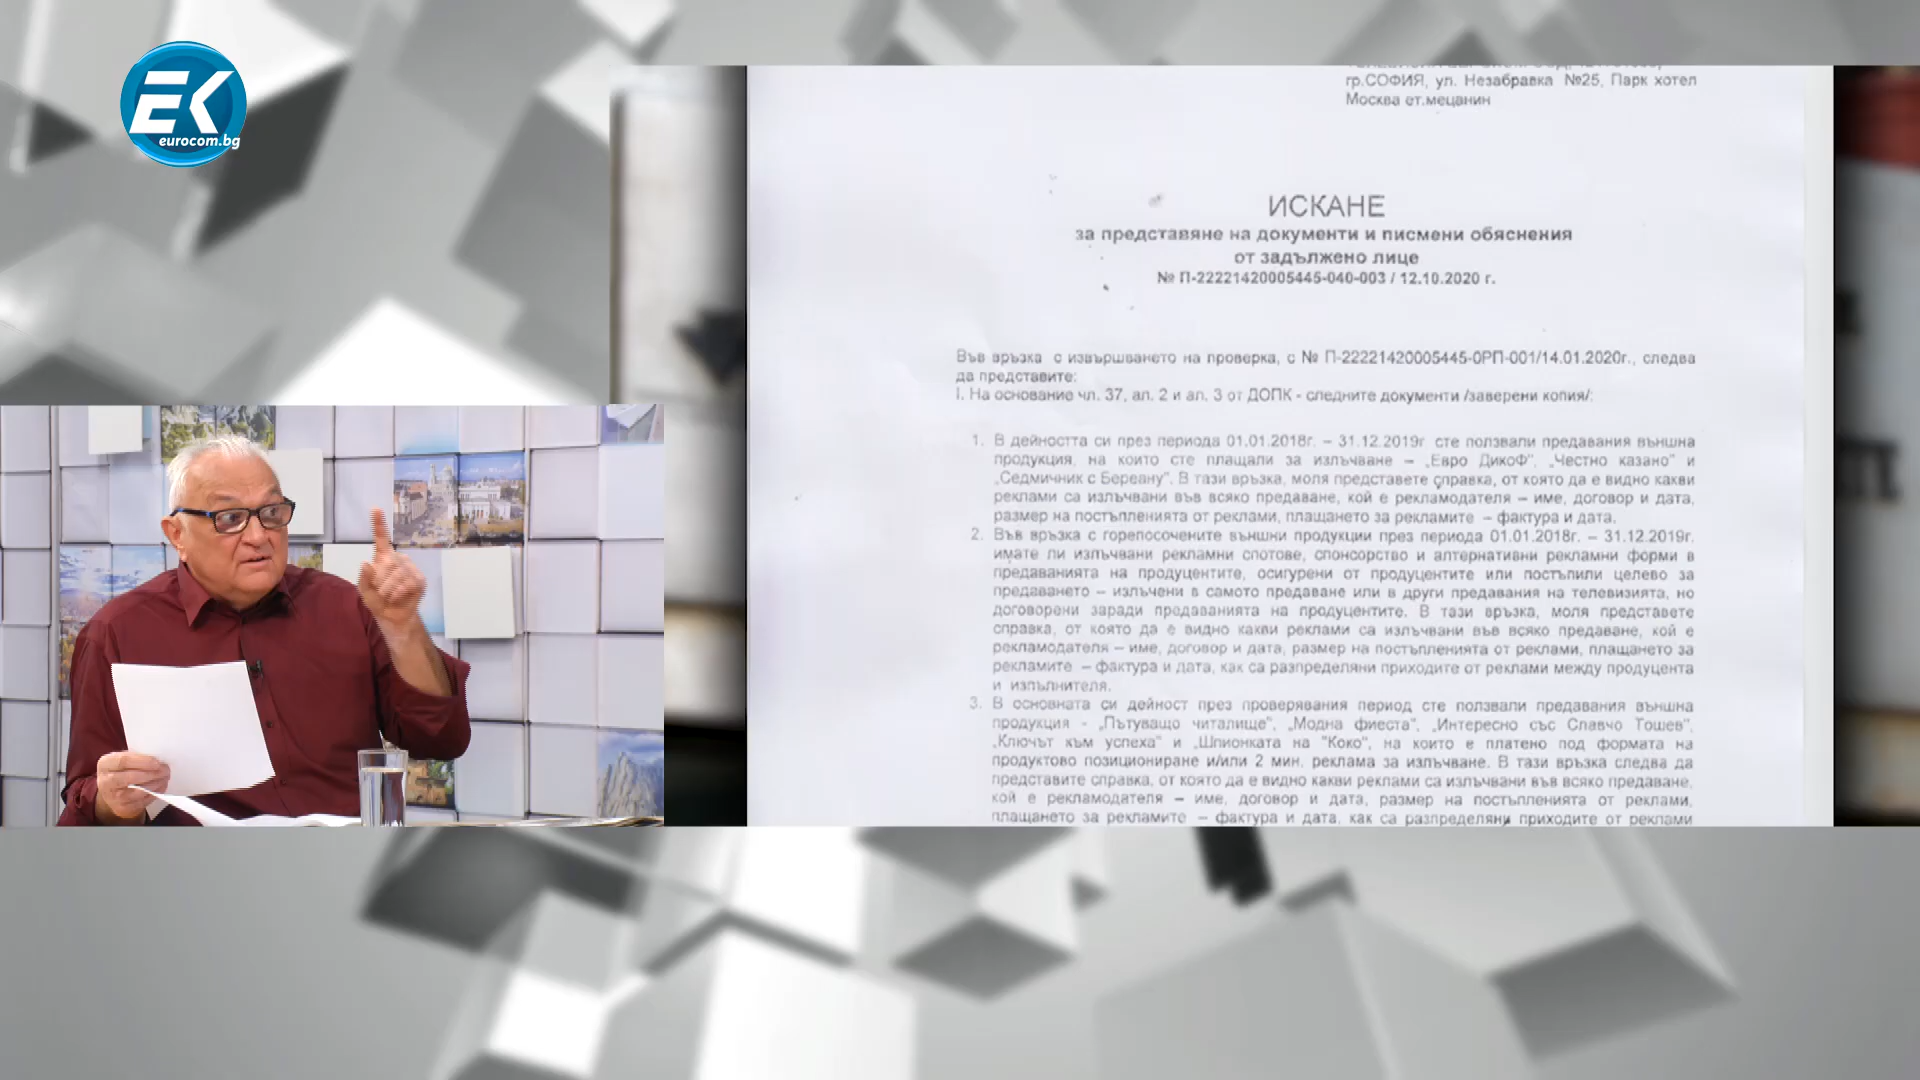 EK
eurocom.bg
гр.СОФИЯ, ул. Незабравка №25, Парк хотел
Москва ет.мецанин
ИСКАНЕ
за представяне на документи и писмени обяснения
от задължено лице
№ П-22221420005445-040-003 / 12.10.2020 г.
Във връзка с извършването на проверка, с № П-22221420005445-0РП-001/14.01.2020г., следва
да представите:
I. На основание чл. 37, ал. 2 и ал. 3 от ДОПК - следните документи /заверени копия/:
1. В дейността си през периода 01.01.2018г. – 31.12.2019г сте ползвали предавания външна
продукция, на които сте плащали за излъчване – „Евро ДикоФ", „Честно казано" и
„Седмичник с Береану". В тази връзка, моля представете справка, от която да е видно какви
реклами са излъчвани във всяко предаване, кой е рекламодателя – име, договор и дата,
размер на постъпленията от реклами, плащането за рекламите – фактура и дата.
2. Във връзка с горепосочените външни продукции през периода 01.01.2018г. – 31.12.2019г.
имате ли излъчвани рекламни спотове, спонсорство и алтернативни рекламни форми в
предаванията на продуцентите, осигурени от продуцентите или постъпили целево за
предаването – излъчени в самото предаване или в други предавания на телевизията, но
договорени заради предаванията на продуцентите. В тази връзка, моля представете
справка, от която да е видно какви реклами са излъчвани във всяко предаване, кой е
рекламодателя – име, договор и дата, размер на постъпленията от реклами, плащането за
рекламите – фактура и дата, как са разпределяни приходите от реклами между продуцента
и изпълнителя.
3. В основната си дейност през проверявания период сте ползвали предавания външна
продукция - „Пътуващо читалище", „Модна фиеста", „Интересно със Славчо Тошев",
„Ключът към успеха" и „Шпионката на "Коко", на които е платено под формата на
продуктово позициониране и/или 2 мин. реклама за излъчване. В тази връзка следва да
представите справка, от която да е видно какви реклами са излъчвани във всяко предаване,
кой е рекламодателя – име, договор и дата, размер на постъпленията от реклами,
плащането за рекламите – фактура и дата, как са разпределяни приходите от реклами